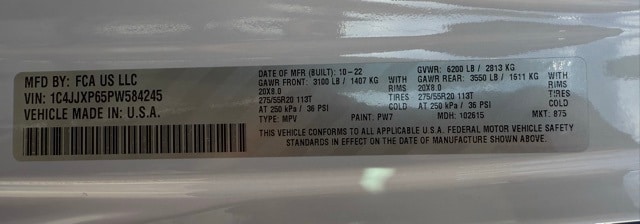 MFD BY: FCA US LLC
VIN: 1C4JJXP65PW584245
VEHICLE MADE IN: U.S.A.
DATE OF MFR (BUILT): 10-22
GAWR FRONT: 3100 LB / 1407 KG WITH
20X8.0 RIMS
275/55R20 113T TIRES
AT 250 kPa / 36 PSI COLD
TYPE: MPV PAINT: PW7
GVWR: 6200 LB / 2813 KG
GAWR REAR: 3550 LB / 1611 KG WITH
20X8.0 RIMS
275/55R20 113T TIRES
AT 250 kPa / 36 PSI COLD
MDH: 102615 MKT: 875
THIS VEHICLE CONFORMS TO ALL APPLICABLE U.S.A. FEDERAL MOTOR VEHICLE SAFETY
STANDARDS IN EFFECT ON THE DATE OF MANUFACTURE SHOWN ABOVE.